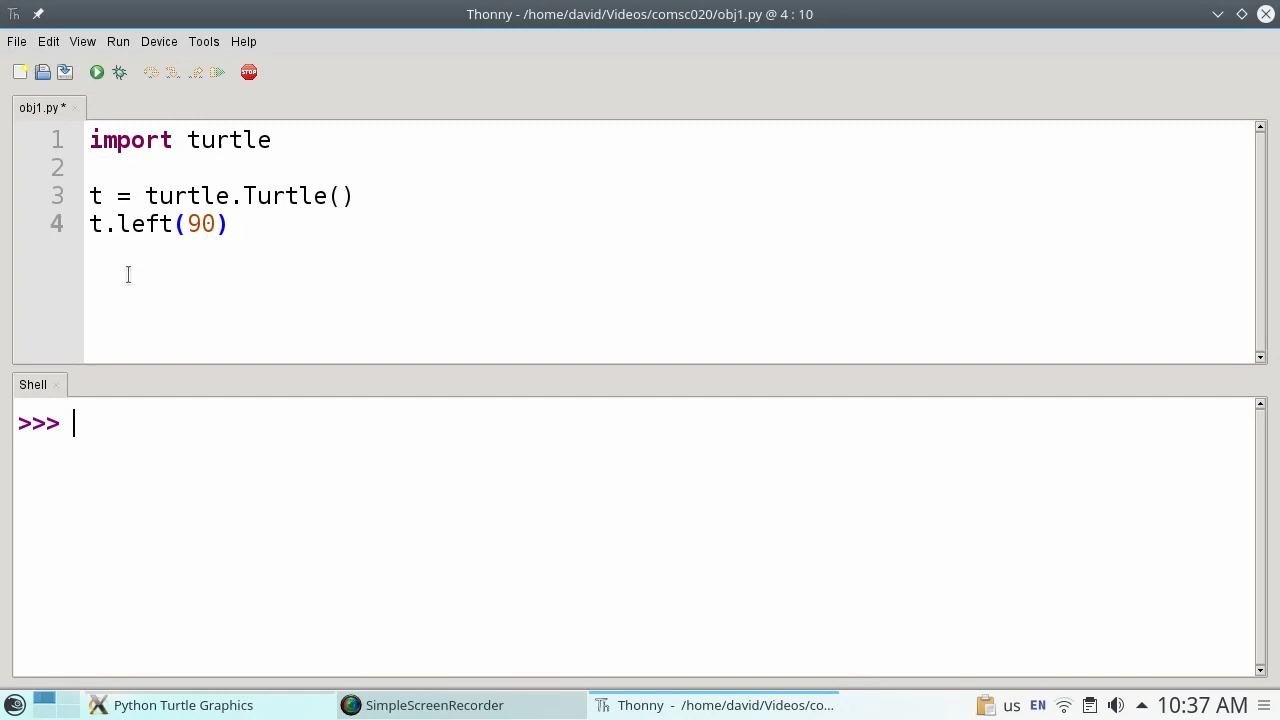 Thonny - /home/david/Videos/comsc020/obj1.py @ 4 : 10
File Edit View Run Device Tools Help
STOP
obj1.py *
1 import turtle
2
3 t = turtle.Turtle()
4 t.left(90)
Shell
>>>
Python Turtle Graphics
SimpleScreenRecorder
Thonny - /home/david/Videos/co...
us EN 10:37 AM